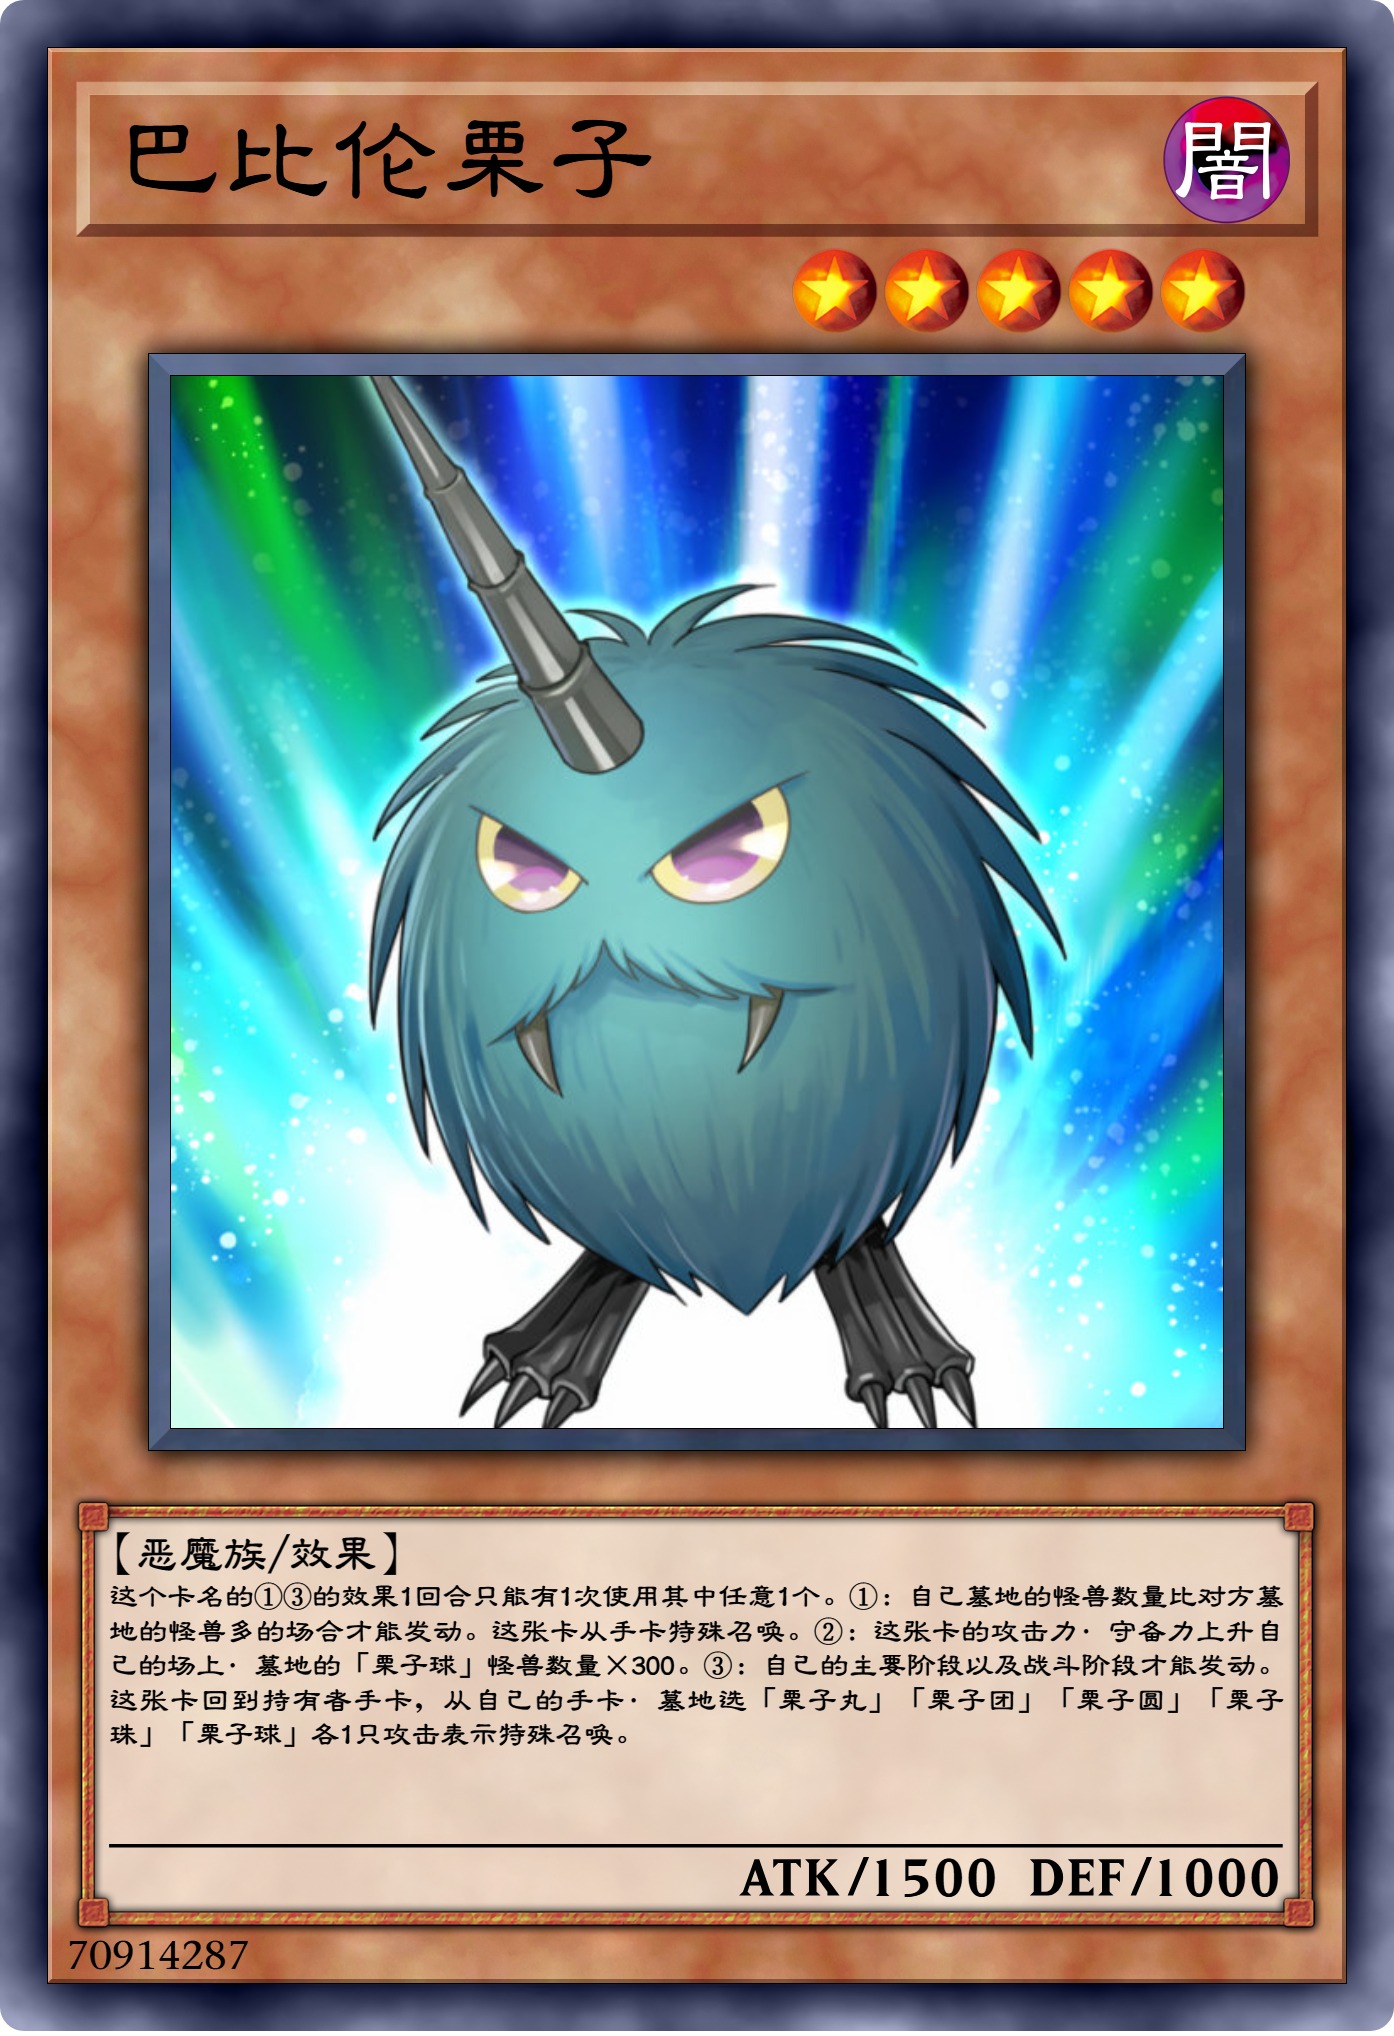 巴比伦栗子
闇
【恶魔族/效果】
这个卡名的①③的效果1回合只能有1次使用其中任意1个。①：自己墓地的怪兽数量比对方墓
地的怪兽多的场合才能发动。这张卡从手卡特殊召唤。②：这张卡的攻击力·守备力上升自
己的场上·墓地的「栗子球」怪兽数量×300。③：自己的主要阶段以及战斗阶段才能发动。
这张卡回到持有者手卡，从自己的手卡·墓地选「栗子丸」「栗子团」「栗子圆」「栗子
珠」「栗子球」各1只攻击表示特殊召唤。
ATK/1500 DEF/1000
70914287